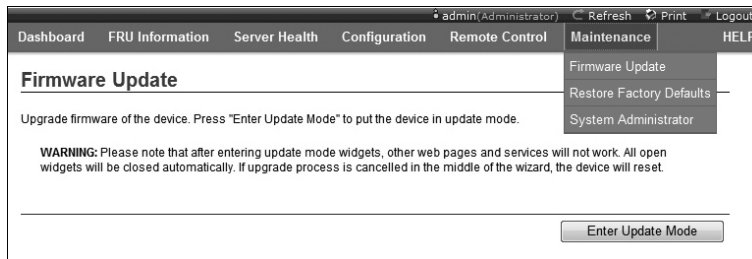 admin(Administrator) Refresh Print Logout
Dashboard FRU Information Server Health Configuration Remote Control Maintenance HELP
Firmware Update
Restore Factory Defaults
System Administrator
Firmware Update
Upgrade firmware of the device. Press "Enter Update Mode" to put the device in update mode.
WARNING: Please note that after entering update mode widgets, other web pages and services will not work. All open
widgets will be closed automatically. If upgrade process is cancelled in the middle of the wizard, the device will reset.
Enter Update Mode